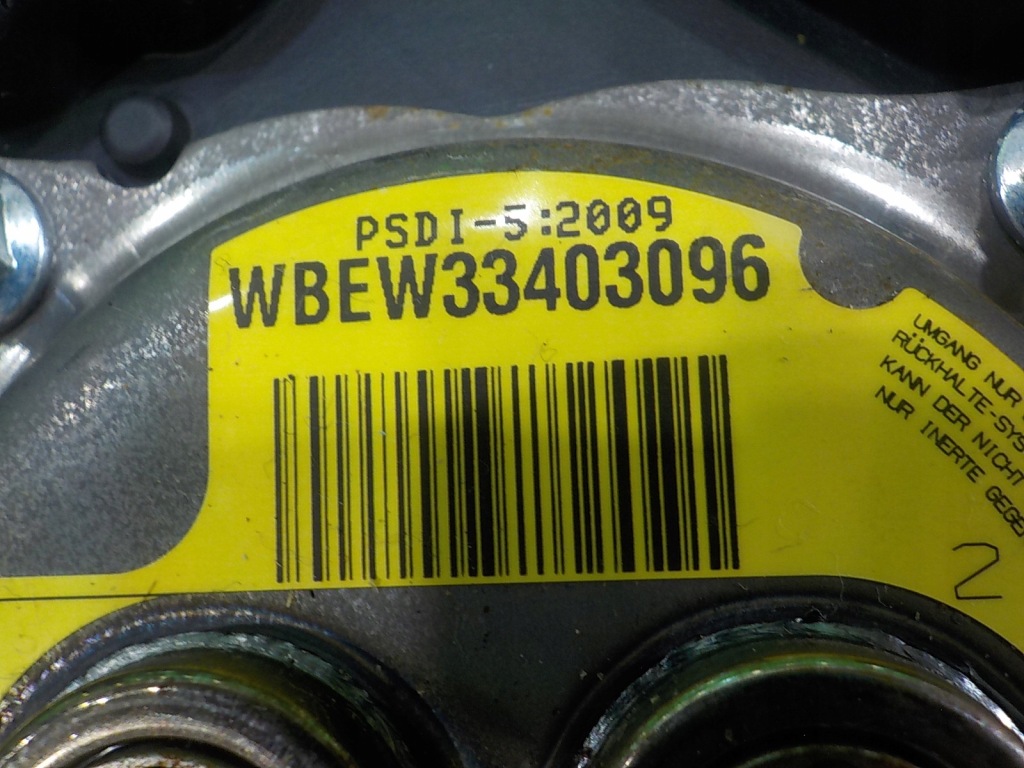 PSDI-5:2009
WBEW33403096
UMGANG NUR
RÜCKHALTE-SYS
KANN DER NICHT
NUR INERTE GEGE
2